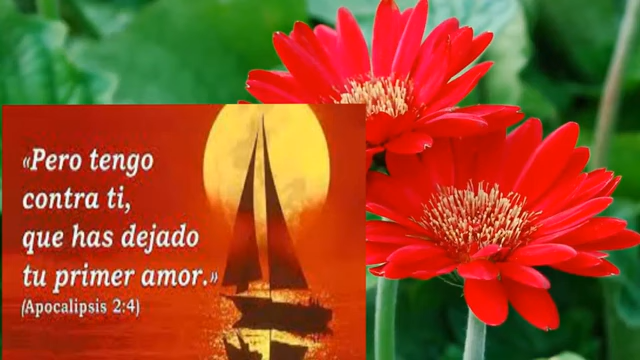 «Pero tengo
contra ti,
que has dejado
tu primer amor.»
(Apocalipsis 2:4)